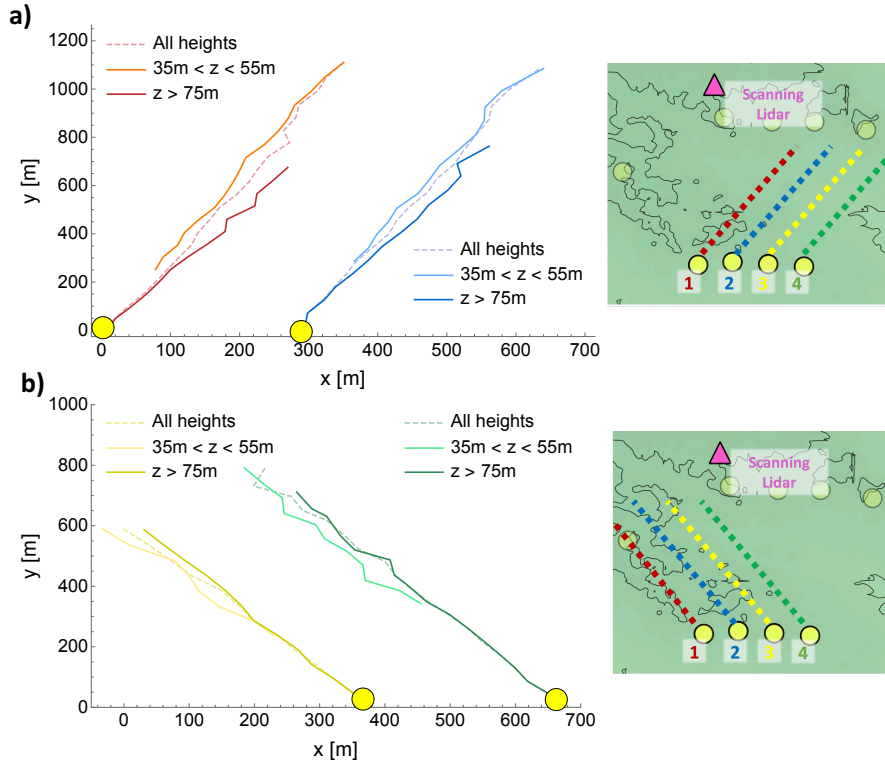 a)
1200
1000
800
600
400
200
0
y [m]
All heights
35m < z < 55m
z > 75m
All heights
35m < z < 55m
z > 75m
0
100
200
300
400
500
600
700
x [m]
Scanning
Lidar
1
2
3
4
b)
1000
800
600
400
200
0
y [m]
All heights
35m < z < 55m
z > 75m
All heights
35m < z < 55m
z > 75m
0
100
200
300
400
500
600
700
x [m]
Scanning
Lidar
1
2
3
4